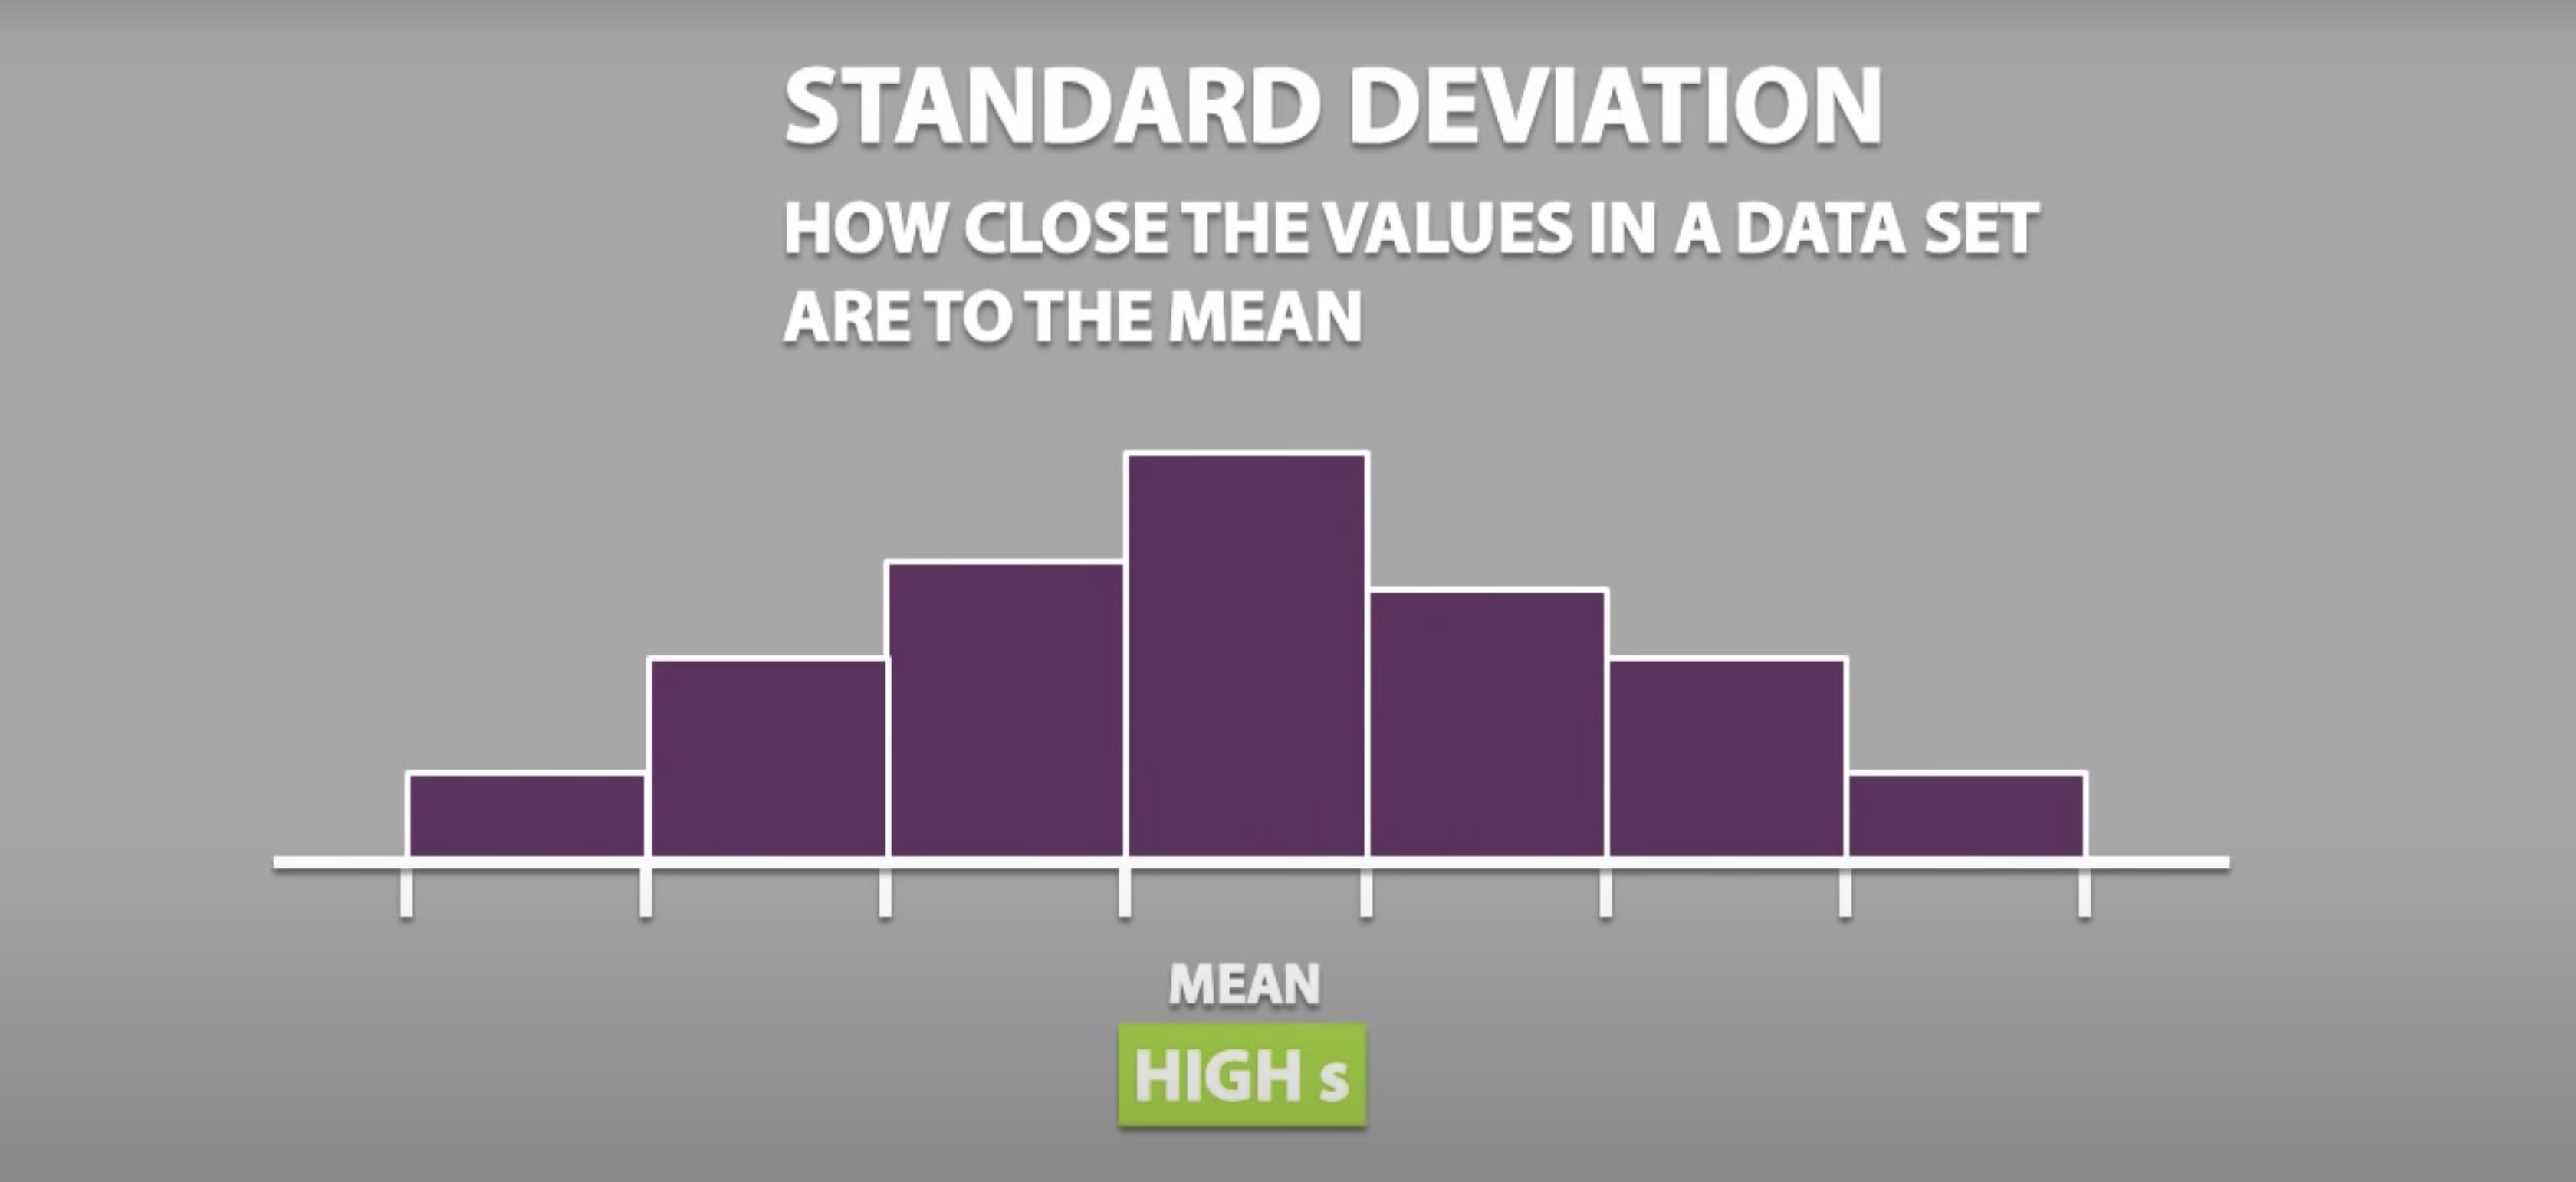 STANDARD DEVIATION
HOW CLOSE THE VALUES IN A DATA SET
ARE TO THE MEAN
MEAN
HIGH s